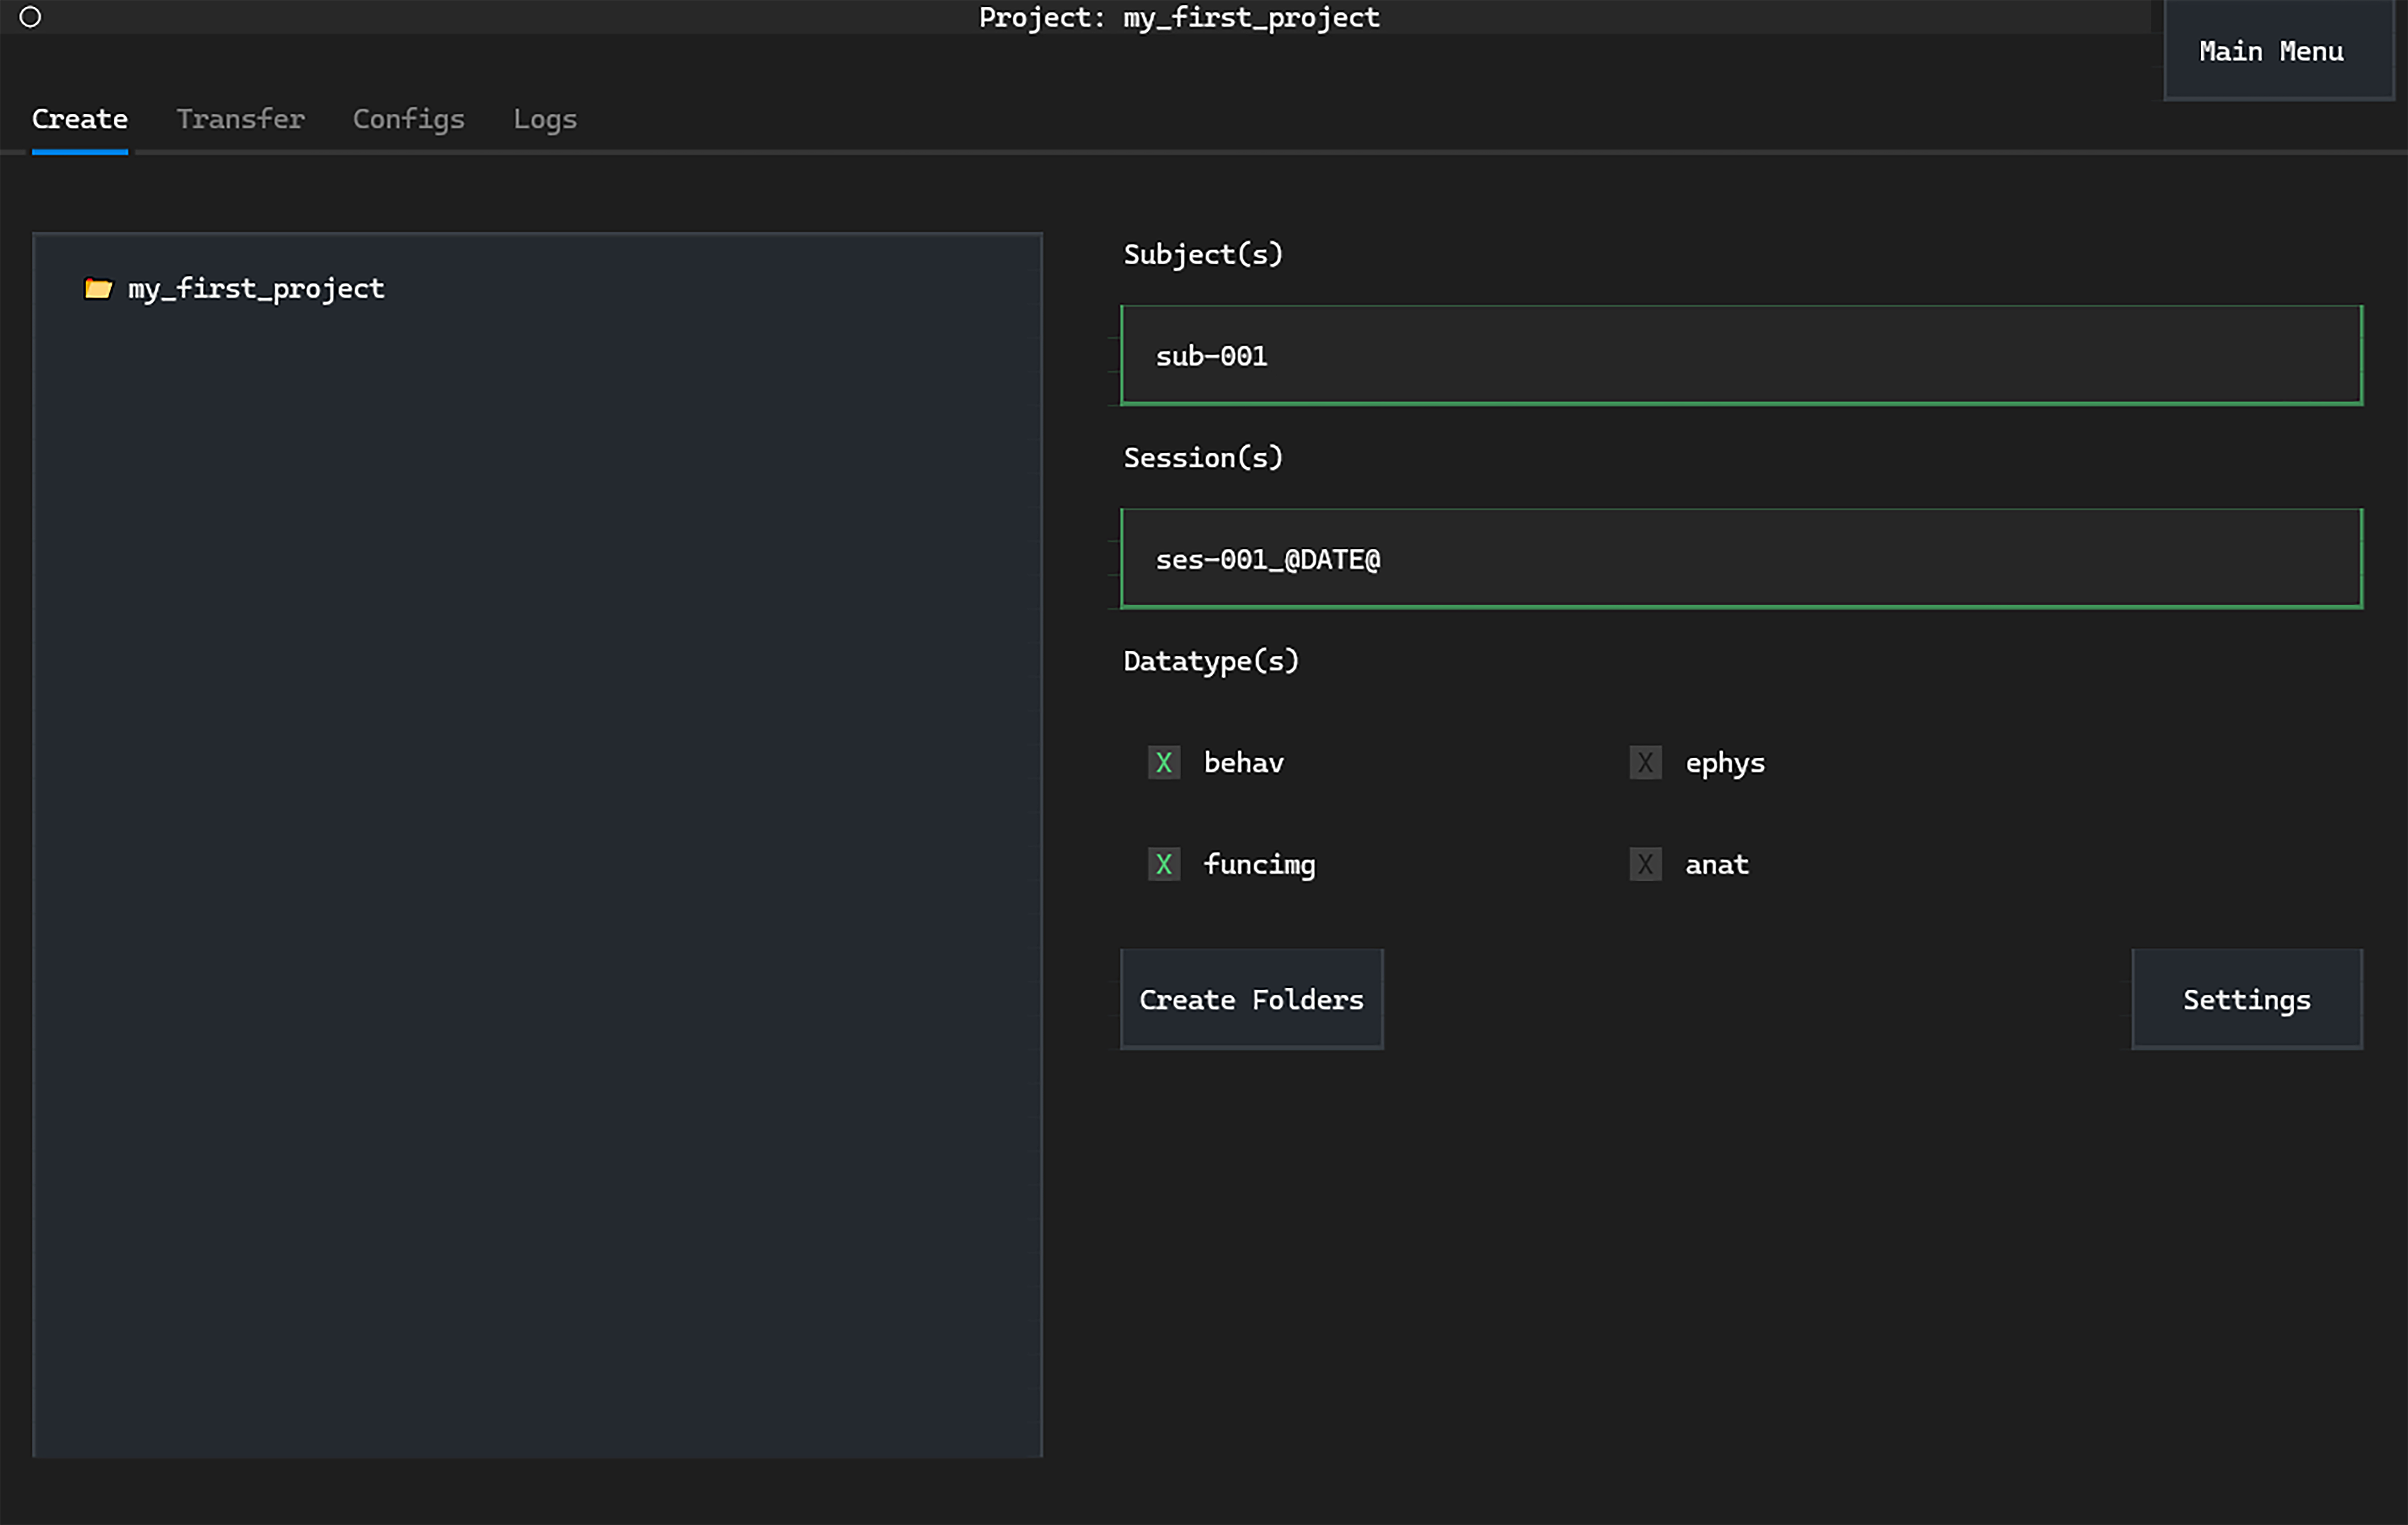 Project: my_first_project
Main Menu
Create Transfer Configs Logs
my_first_project
Subject(s)
sub-001
Session(s)
ses-001_@DATE@
Datatype(s)
X behav X ephys
X funcimg X anat
Create Folders Settings